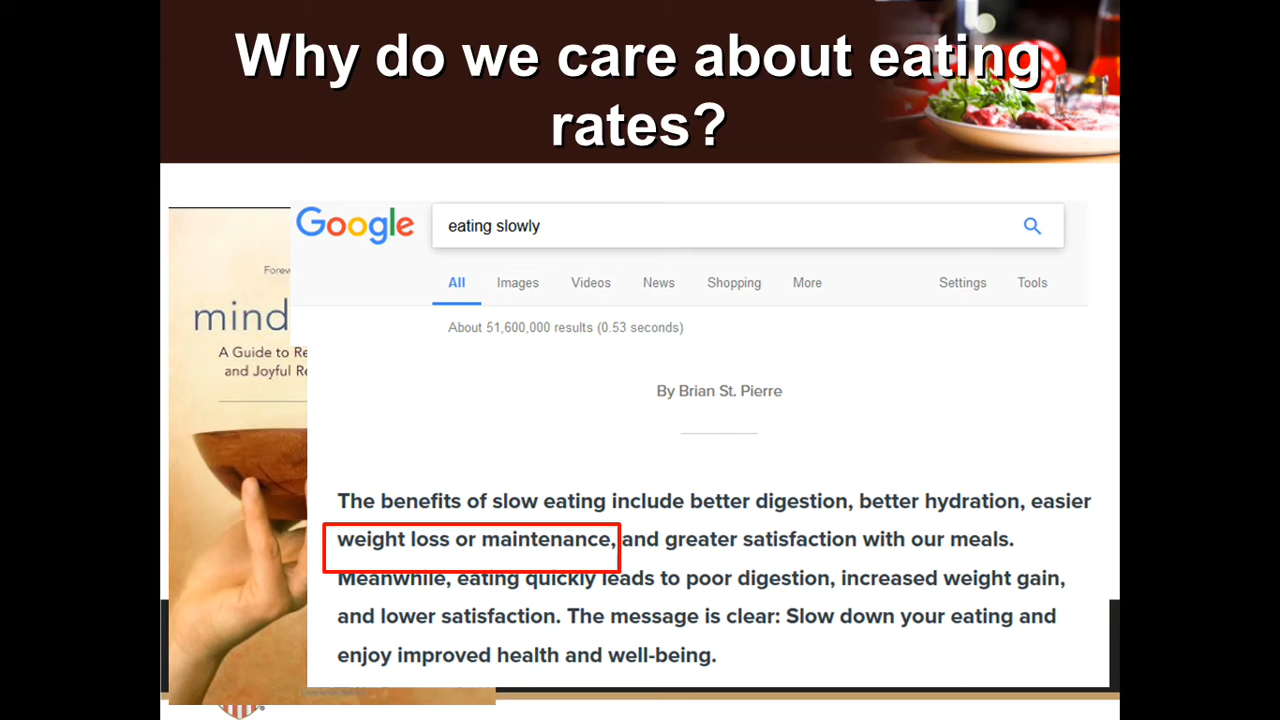 Why do we care about eating
rates?
Google
eating slowly
All Images Videos News Shopping More Settings Tools
About 51,600,000 results (0.53 seconds)
Forew
mind
A Guide to Re
and Joyful Re
By Brian St. Pierre
The benefits of slow eating include better digestion, better hydration, easier
weight loss or maintenance, and greater satisfaction with our meals.
Meanwhile, eating quickly leads to poor digestion, increased weight gain,
and lower satisfaction. The message is clear: Slow down your eating and
enjoy improved health and well-being.